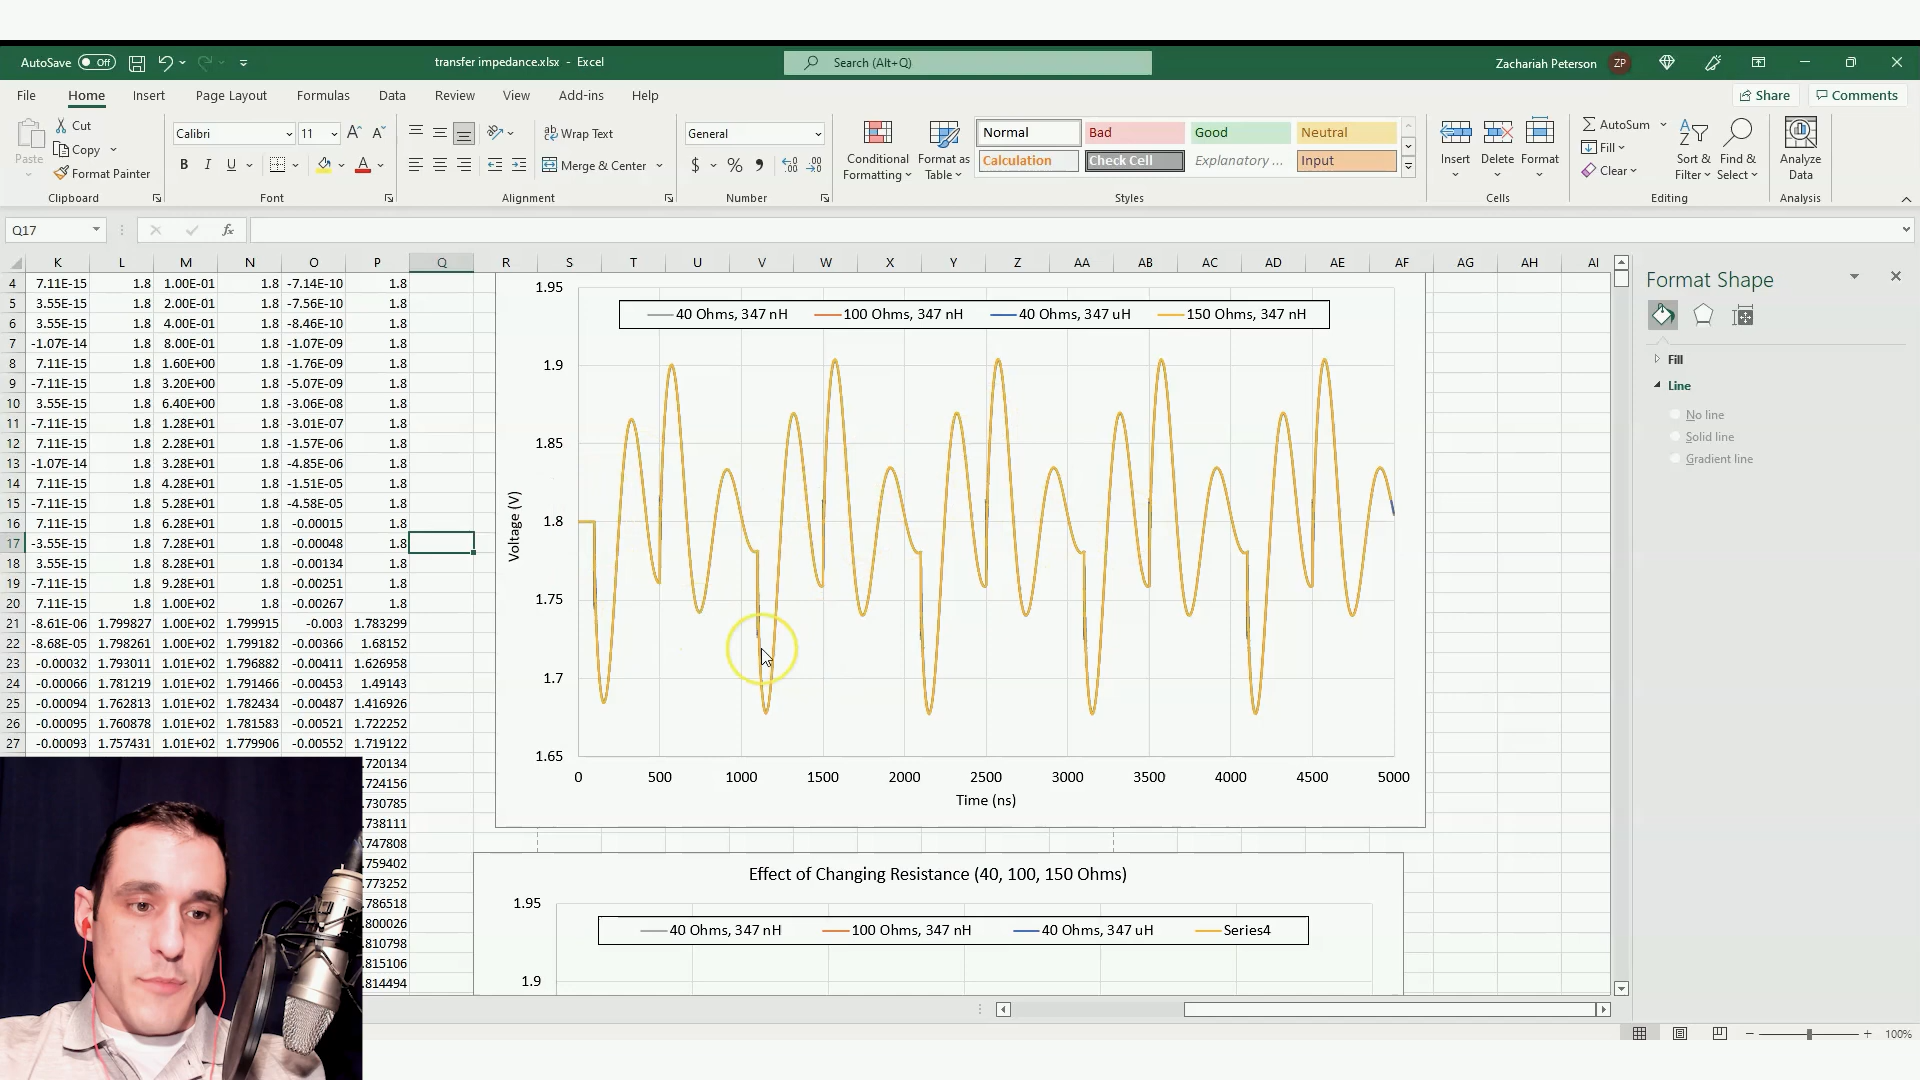 AutoSave Off transfer impedance.xlsx - Excel Search (Alt+Q) Zachariah Peterson ZP
File Home Insert Page Layout Formulas Data Review View Add-ins Help Share Comments
Paste Cut Copy Format Painter
Calibri 11
B I U
Wrap Text
Merge & Center
General
$ % ,
Conditional Formatting
Format as Table
Normal Bad Good Neutral
Calculation Check Cell Explanatory ... Input
Insert Delete Format
AutoSum
Fill
Clear
Sort & Filter
Find & Select
Analyze Data
Clipboard Font Alignment Number Styles Cells Editing Analysis
Q17 fx
K L M N O P Q R S T U V W X Y Z AA AB AC AD AE AF AG AH AI
4 7.11E-15 1.8 1.00E-01 1.8 -7.14E-10 1.8
5 3.55E-15 1.8 2.00E-01 1.8 -7.56E-10 1.8
6 3.55E-15 1.8 4.00E-01 1.8 -8.46E-10 1.8
7 -1.07E-14 1.8 8.00E-01 1.8 -1.07E-09 1.8
8 7.11E-15 1.8 1.60E+00 1.8 -1.76E-09 1.8
9 -7.11E-15 1.8 3.20E+00 1.8 -5.07E-09 1.8
10 3.55E-15 1.8 6.40E+00 1.8 -3.06E-08 1.8
11 -7.11E-15 1.8 1.28E+01 1.8 -3.01E-07 1.8
12 7.11E-15 1.8 2.28E+01 1.8 -1.57E-06 1.8
13 -1.07E-14 1.8 3.28E+01 1.8 -4.85E-06 1.8
14 7.11E-15 1.8 4.28E+01 1.8 -1.51E-05 1.8
15 -7.11E-15 1.8 5.28E+01 1.8 -4.58E-05 1.8
16 7.11E-15 1.8 6.28E+01 1.8 -0.00015 1.8
17 -3.55E-15 1.8 7.28E+01 1.8 -0.00048 1.8
18 3.55E-15 1.8 8.28E+01 1.8 -0.00134 1.8
19 -7.11E-15 1.8 9.28E+01 1.8 -0.00251 1.8
20 7.11E-15 1.8 1.00E+02 1.8 -0.00267 1.8
21 -8.61E-06 1.799827 1.00E+02 1.799915 -0.003 1.783299
22 -8.68E-05 1.798261 1.00E+02 1.799182 -0.00366 1.68152
23 -0.00032 1.793011 1.01E+02 1.796882 -0.00411 1.626958
24 -0.00066 1.781219 1.01E+02 1.791466 -0.00453 1.49143
25 -0.00094 1.762813 1.01E+02 1.782434 -0.00487 1.416926
26 -0.00095 1.760878 1.01E+02 1.781583 -0.00521 1.722252
27 -0.00093 1.757431 1.01E+02 1.779906 -0.00552 1.719122
.720134
.724156
.730785
.738111
.747808
.759402
.773252
.786518
.800026
.810798
.815106
.814494
40 Ohms, 347 nH 100 Ohms, 347 nH 40 Ohms, 347 uH 150 Ohms, 347 nH
1.95
1.9
1.85
1.8
1.75
1.7
1.65
Voltage (V)
0 500 1000 1500 2000 2500 3000 3500 4000 4500 5000
Time (ns)
Effect of Changing Resistance (40, 100, 150 Ohms)
1.95
40 Ohms, 347 nH 100 Ohms, 347 nH 40 Ohms, 347 uH Series4
1.9
Format Shape
Fill
Line
No line
Solid line
Gradient line
100%